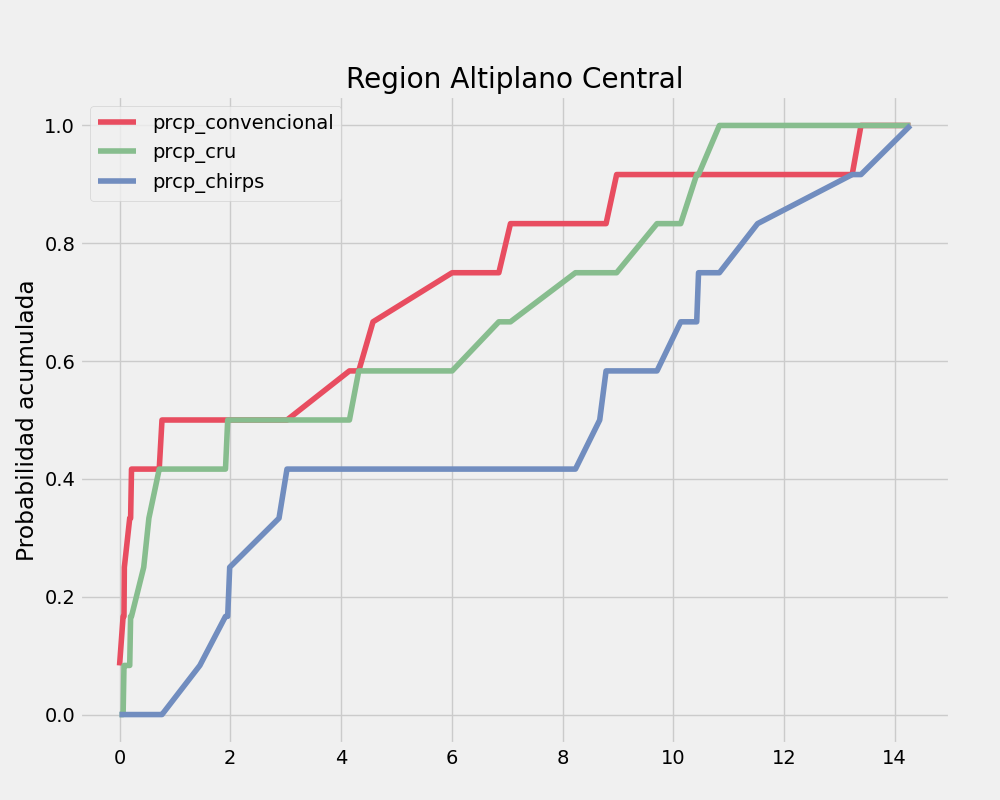 Region Altiplano Central
prcp_convencional
prcp_cru
prcp_chirps
Probabilidad acumulada
1.0
0.8
0.6
0.4
0.2
0.0
0 2 4 6 8 10 12 14